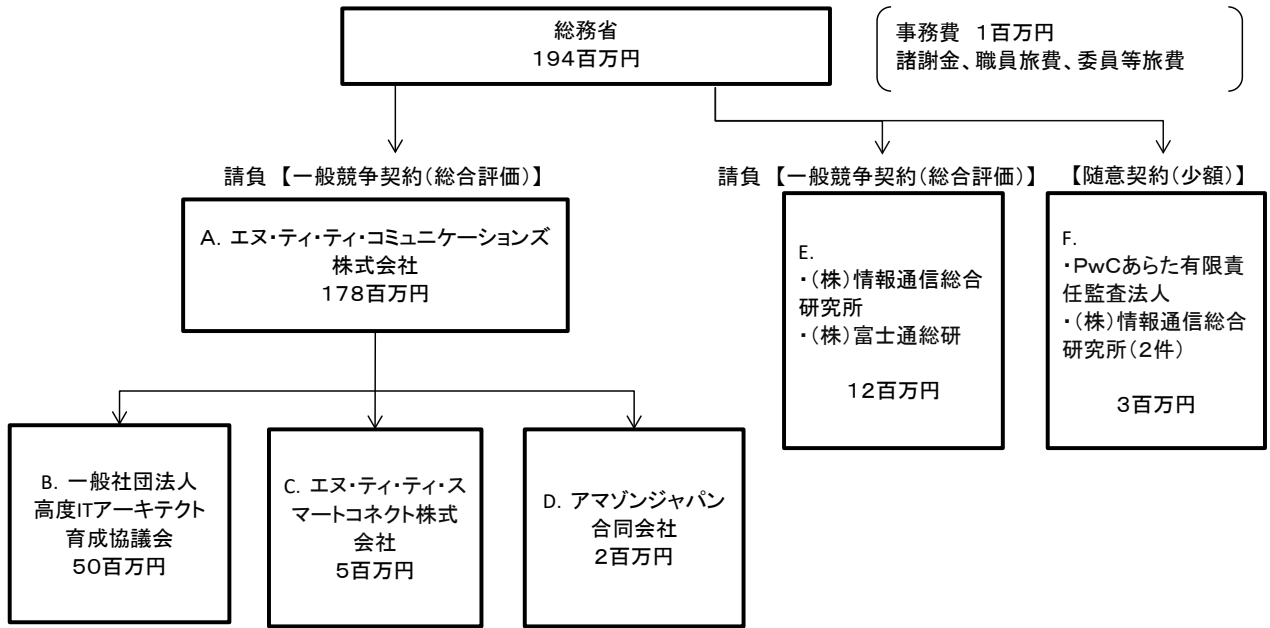 総務省
194百万円
事務費 1百万円
諸謝金、職員旅費、委員等旅費
請負 【一般競争契約(総合評価)】
A. エヌ・ティ・ティ・コミュニケーションズ
株式会社
178百万円
請負 【一般競争契約(総合評価)】
E.
・(株)情報通信総合
研究所
・(株)富士通総研
12百万円
【随意契約(少額)】
F.
・PwCあらた有限責
任監査法人
・(株)情報通信総合
研究所(2件)
3百万円
B. 一般社団法人
高度ITアーキテクト
育成協議会
50百万円
C. エヌ・ティ・ティ・ス
マートコネクト株式
会社
5百万円
D. アマゾンジャパン
合同会社
2百万円